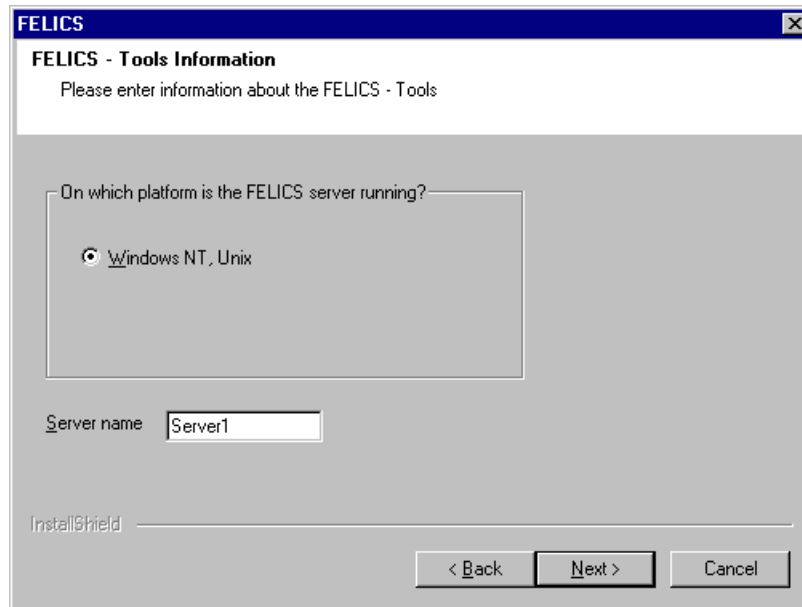 FELICS
FELICS - Tools Information
Please enter information about the FELICS - Tools
On which platform is the FELICS server running?
Windows NT, Unix
Server name Server1
InstallShield
< Back Next > Cancel